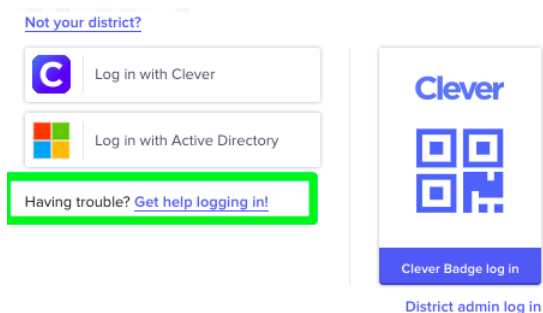 Not your district?
Log in with Clever
Log in with Active Directory
Having trouble? Get help logging in!
Clever
Clever Badge log in
District admin log in